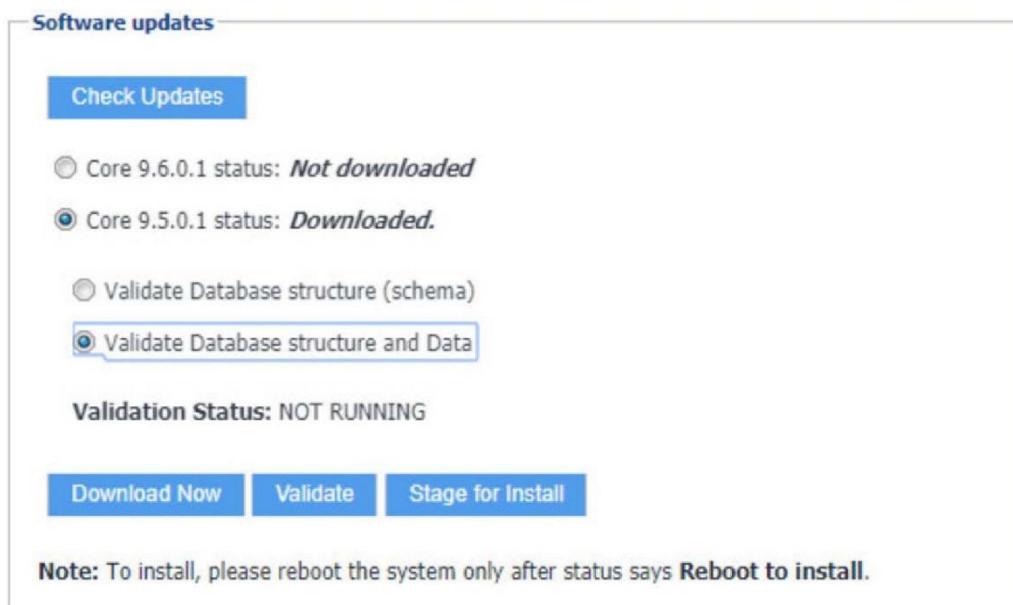 Software updates
Check Updates
Core 9.6.0.1 status: Not downloaded
Core 9.5.0.1 status: Downloaded.
Validate Database structure (schema)
Validate Database structure and Data
Validation Status: NOT RUNNING
Download Now Validate Stage for Install
Note: To install, please reboot the system only after status says Reboot to install.